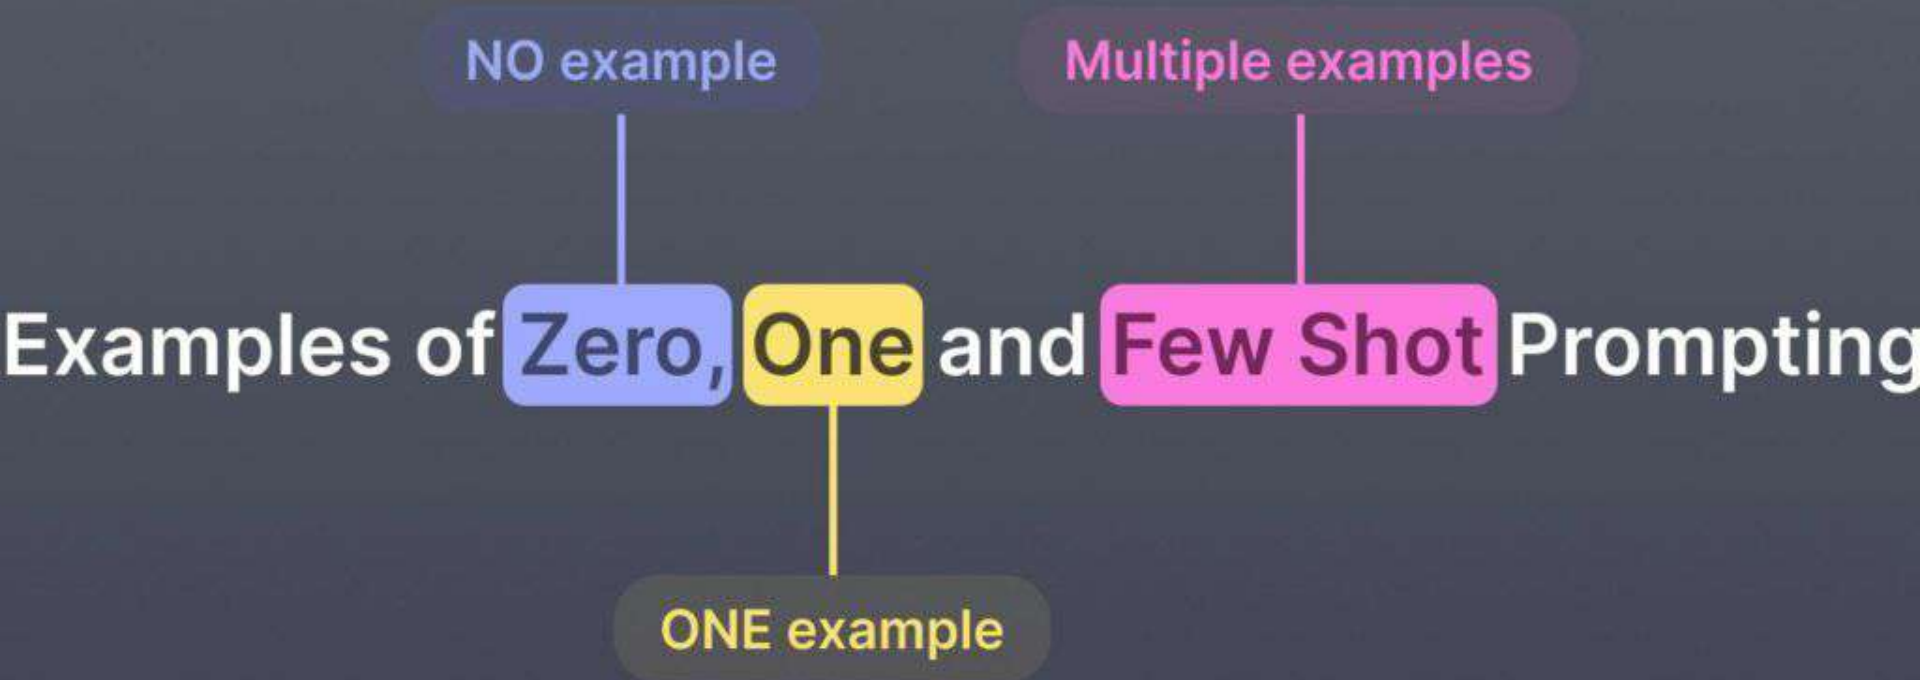 NO example
Multiple examples
Examples of Zero, One and Few Shot Prompting
ONE example